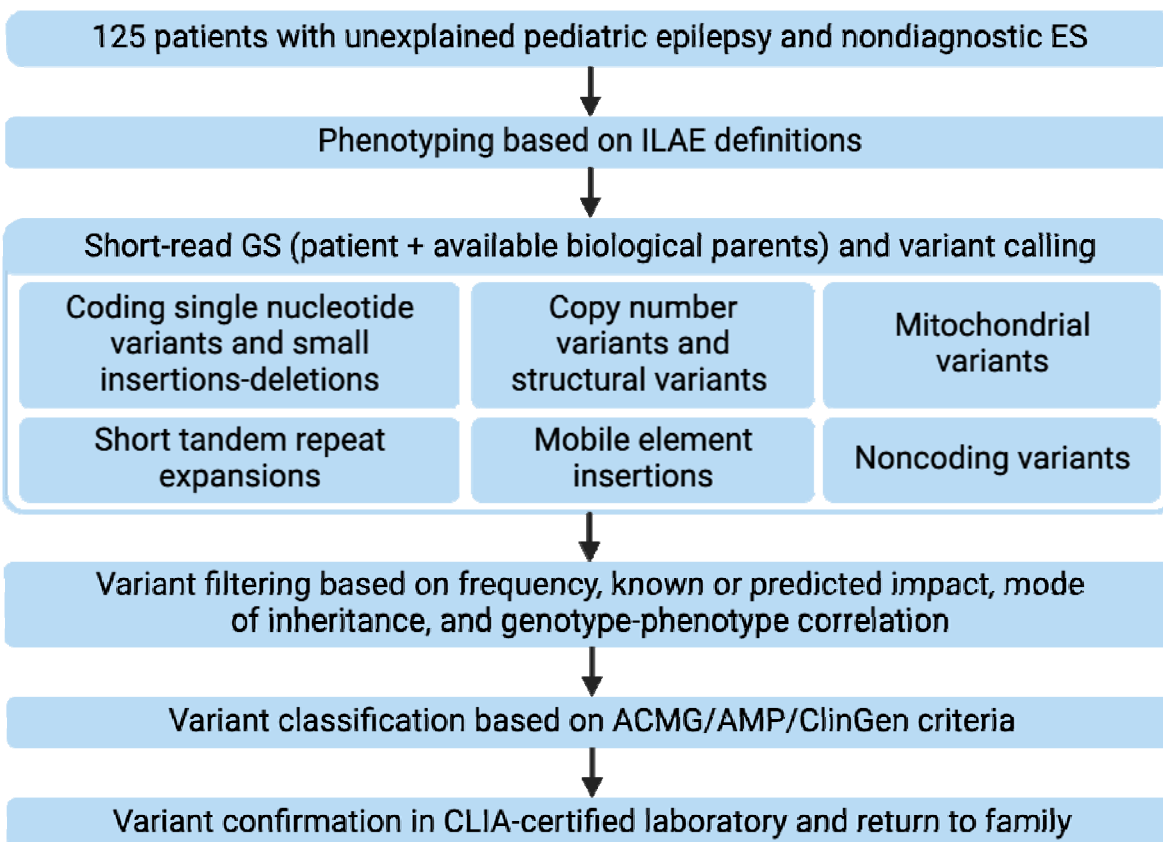 125 patients with unexplained pediatric epilepsy and nondiagnostic ES
Phenotyping based on ILAE definitions
Short-read GS (patient + available biological parents) and variant calling
Coding single nucleotide
variants and small
insertions-deletions
Copy number
variants and
structural variants
Mitochondrial
variants
Short tandem repeat
expansions
Mobile element
insertions
Noncoding variants
Variant filtering based on frequency, known or predicted impact, mode
of inheritance, and genotype-phenotype correlation
Variant classification based on ACMG/AMP/ClinGen criteria
Variant confirmation in CLIA-certified laboratory and return to family